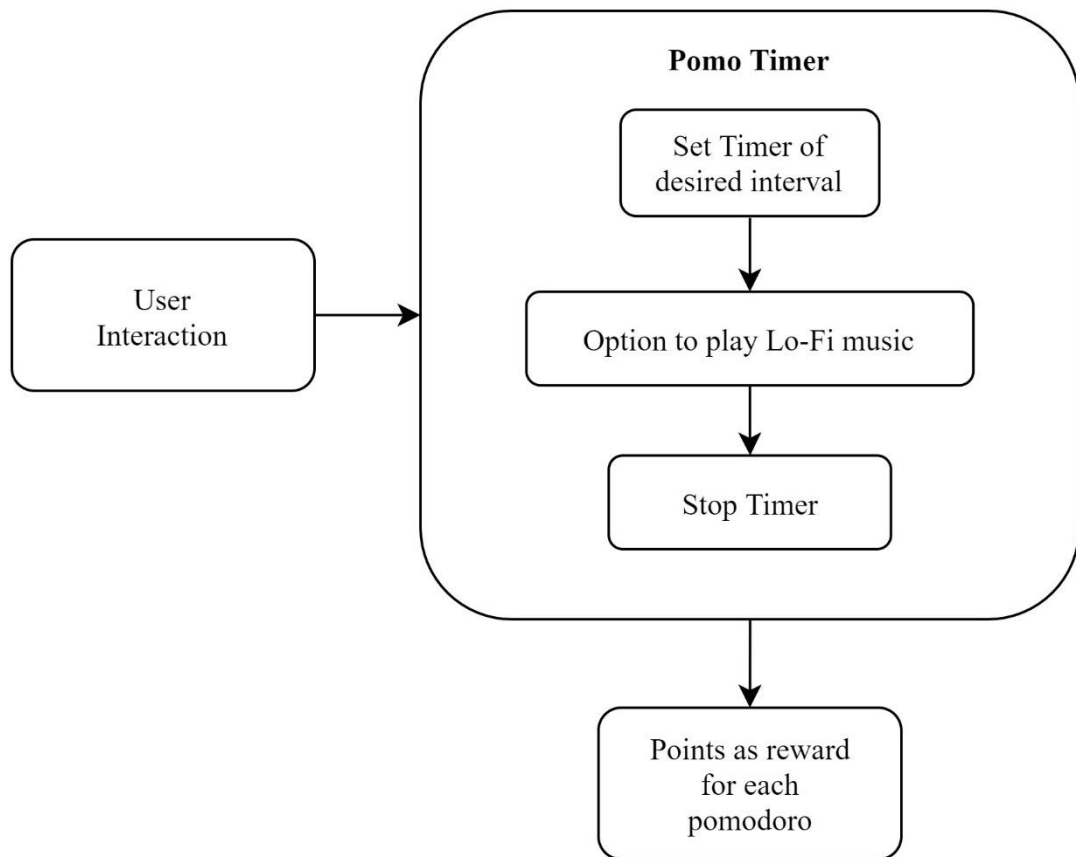 Pomo Timer
Set Timer of
desired interval
User
Interaction
Option to play Lo-Fi music
Stop Timer
Points as reward
for each
pomodoro